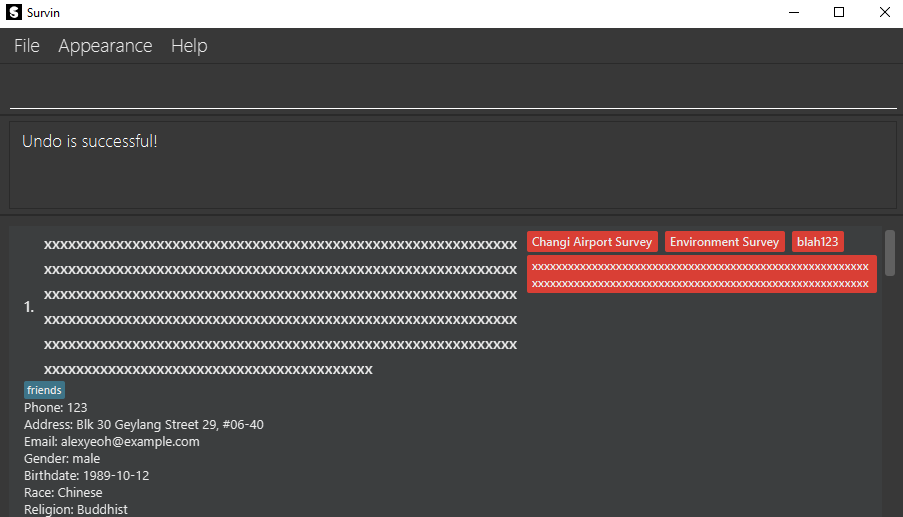 Survin
File Appearance Help
Undo is successful!
Changi Airport Survey Environment Survey blah123
1.
friends
Phone: 123
Address: Blk 30 Geylang Street 29, #06-40
Email: alexyeoh@example.com
Gender: male
Birthdate: 1989-10-12
Race: Chinese
Religion: Buddhist